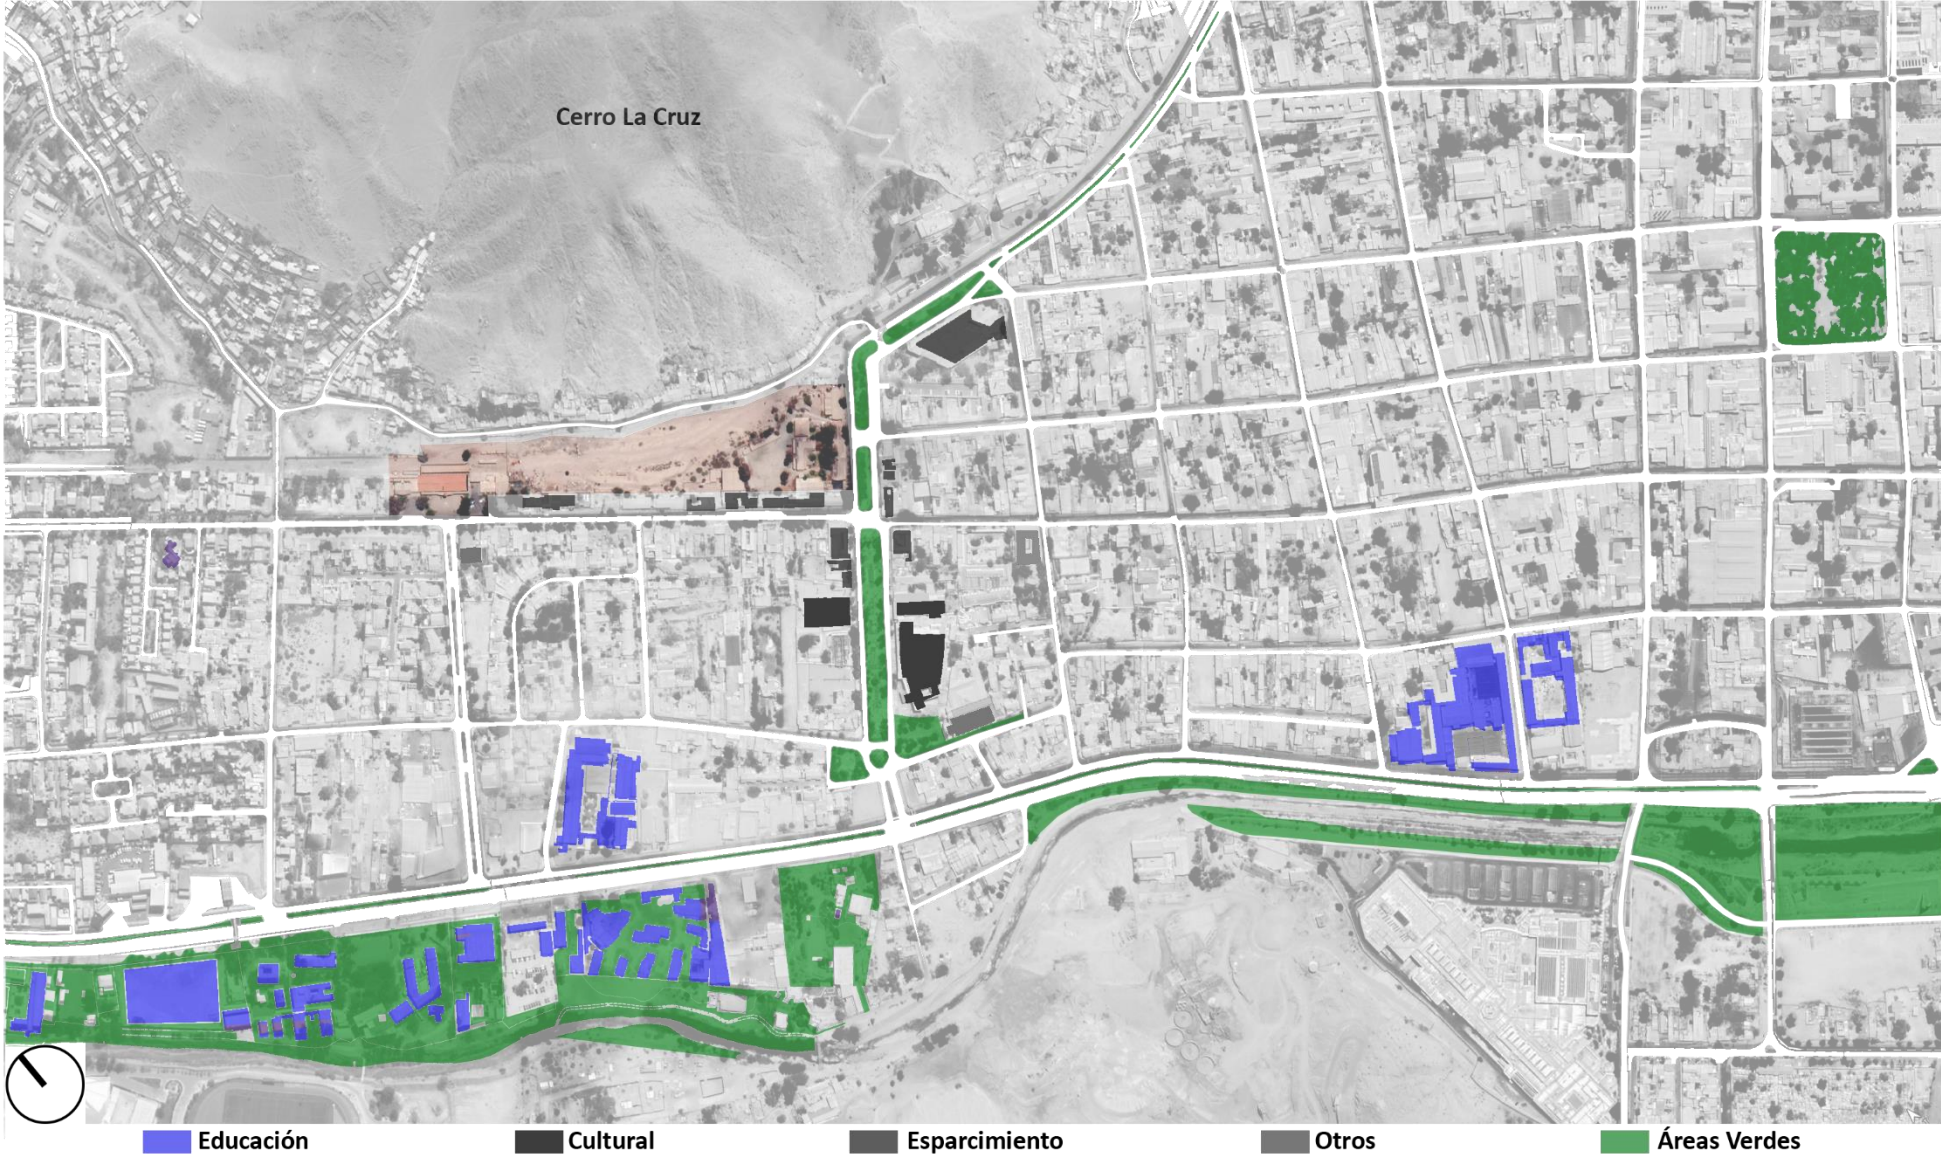 Cerro La Cruz
Educación
Cultural
Esparcimiento
Otros
Áreas Verdes